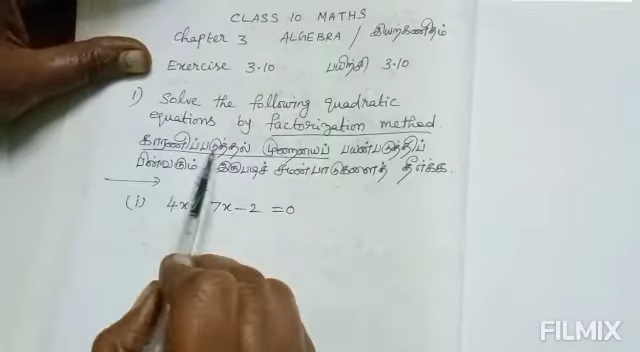 CLASS 10 MATHS
Chapter 3 ALGEBRA / இயற்கணிதம்
Exercise 3.10 பயிற்சி 3.10
1) Solve the following quadratic
equations by factorization method.
காரணிப்படுத்தல் முறையைப் பயன்படுத்திப்
பின்வரும் இருபடிச் சமன்பாடுகளைத் தீர்க்க.
(i) 4x 7x - 2 = 0
FILMIX